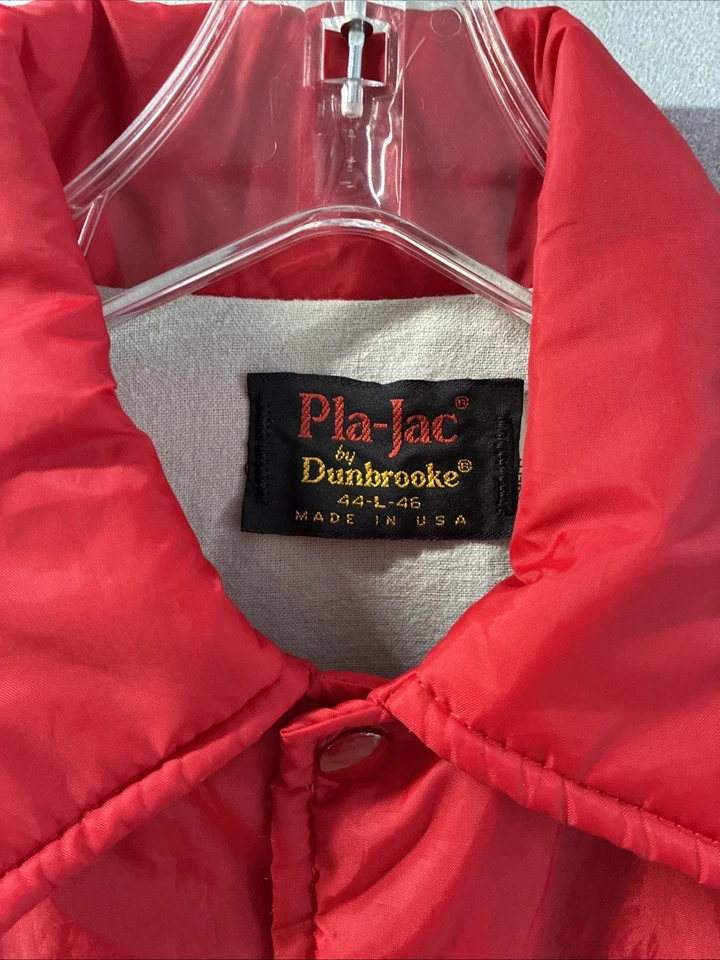 Pla-Jac®
by
Dunbrooke®
44-L-46
MADE IN USA